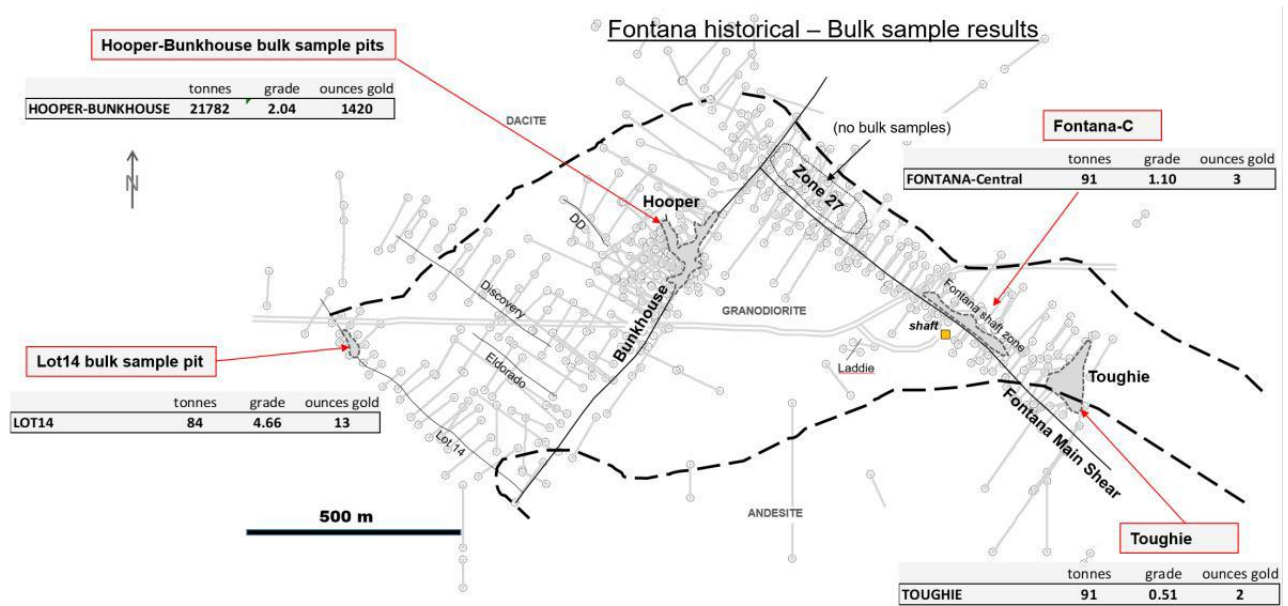 Fontana historical – Bulk sample results
Hooper-Bunkhouse bulk sample pits
tonnes grade ounces gold
HOOPER-BUNKHOUSE 21782 2.04 1420
N
DACITE
(no bulk samples)
Fontana-C
tonnes grade ounces gold
FONTANA-Central 91 1.10 3
Zone 27
Hooper
DD
Discovery
Bunkhouse
GRANODIORITE
Fontana shaft zone
shaft
Lot14 bulk sample pit
Eldorado
Laddie
Toughie
tonnes grade ounces gold
LOT14 84 4.66 13
Lot 14
Fontana Main Shear
500 m
ANDESITE
Toughie
tonnes grade ounces gold
TOUGHIE 91 0.51 2